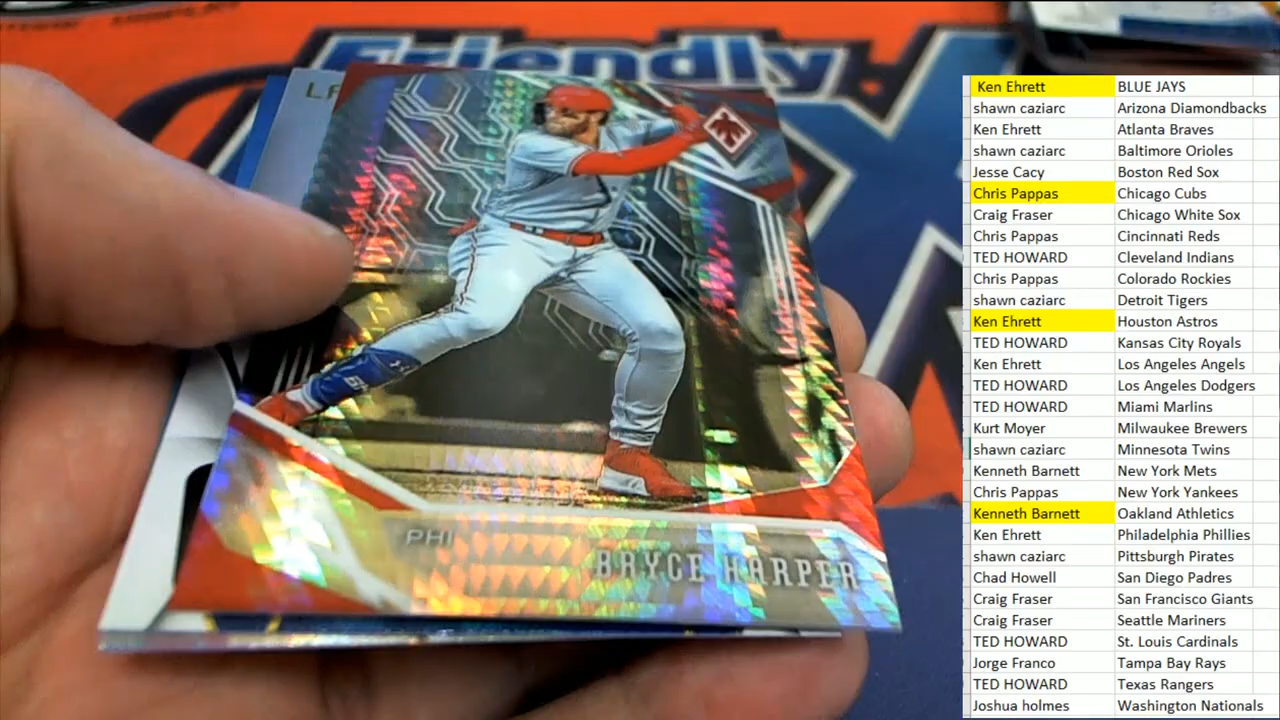 Friendly
LA
PHI
BRYCE HARPER
Ken Ehrett BLUE JAYS
shawn caziarc Arizona Diamondbacks
Ken Ehrett Atlanta Braves
shawn caziarc Baltimore Orioles
Jesse Cacy Boston Red Sox
Chris Pappas Chicago Cubs
Craig Fraser Chicago White Sox
Chris Pappas Cincinnati Reds
TED HOWARD Cleveland Indians
Chris Pappas Colorado Rockies
shawn caziarc Detroit Tigers
Ken Ehrett Houston Astros
TED HOWARD Kansas City Royals
Ken Ehrett Los Angeles Angels
TED HOWARD Los Angeles Dodgers
TED HOWARD Miami Marlins
Kurt Moyer Milwaukee Brewers
shawn caziarc Minnesota Twins
Kenneth Barnett New York Mets
Chris Pappas New York Yankees
Kenneth Barnett Oakland Athletics
Ken Ehrett Philadelphia Phillies
shawn caziarc Pittsburgh Pirates
Chad Howell San Diego Padres
Craig Fraser San Francisco Giants
Craig Fraser Seattle Mariners
TED HOWARD St. Louis Cardinals
Jorge Franco Tampa Bay Rays
TED HOWARD Texas Rangers
Joshua holmes Washington Nationals